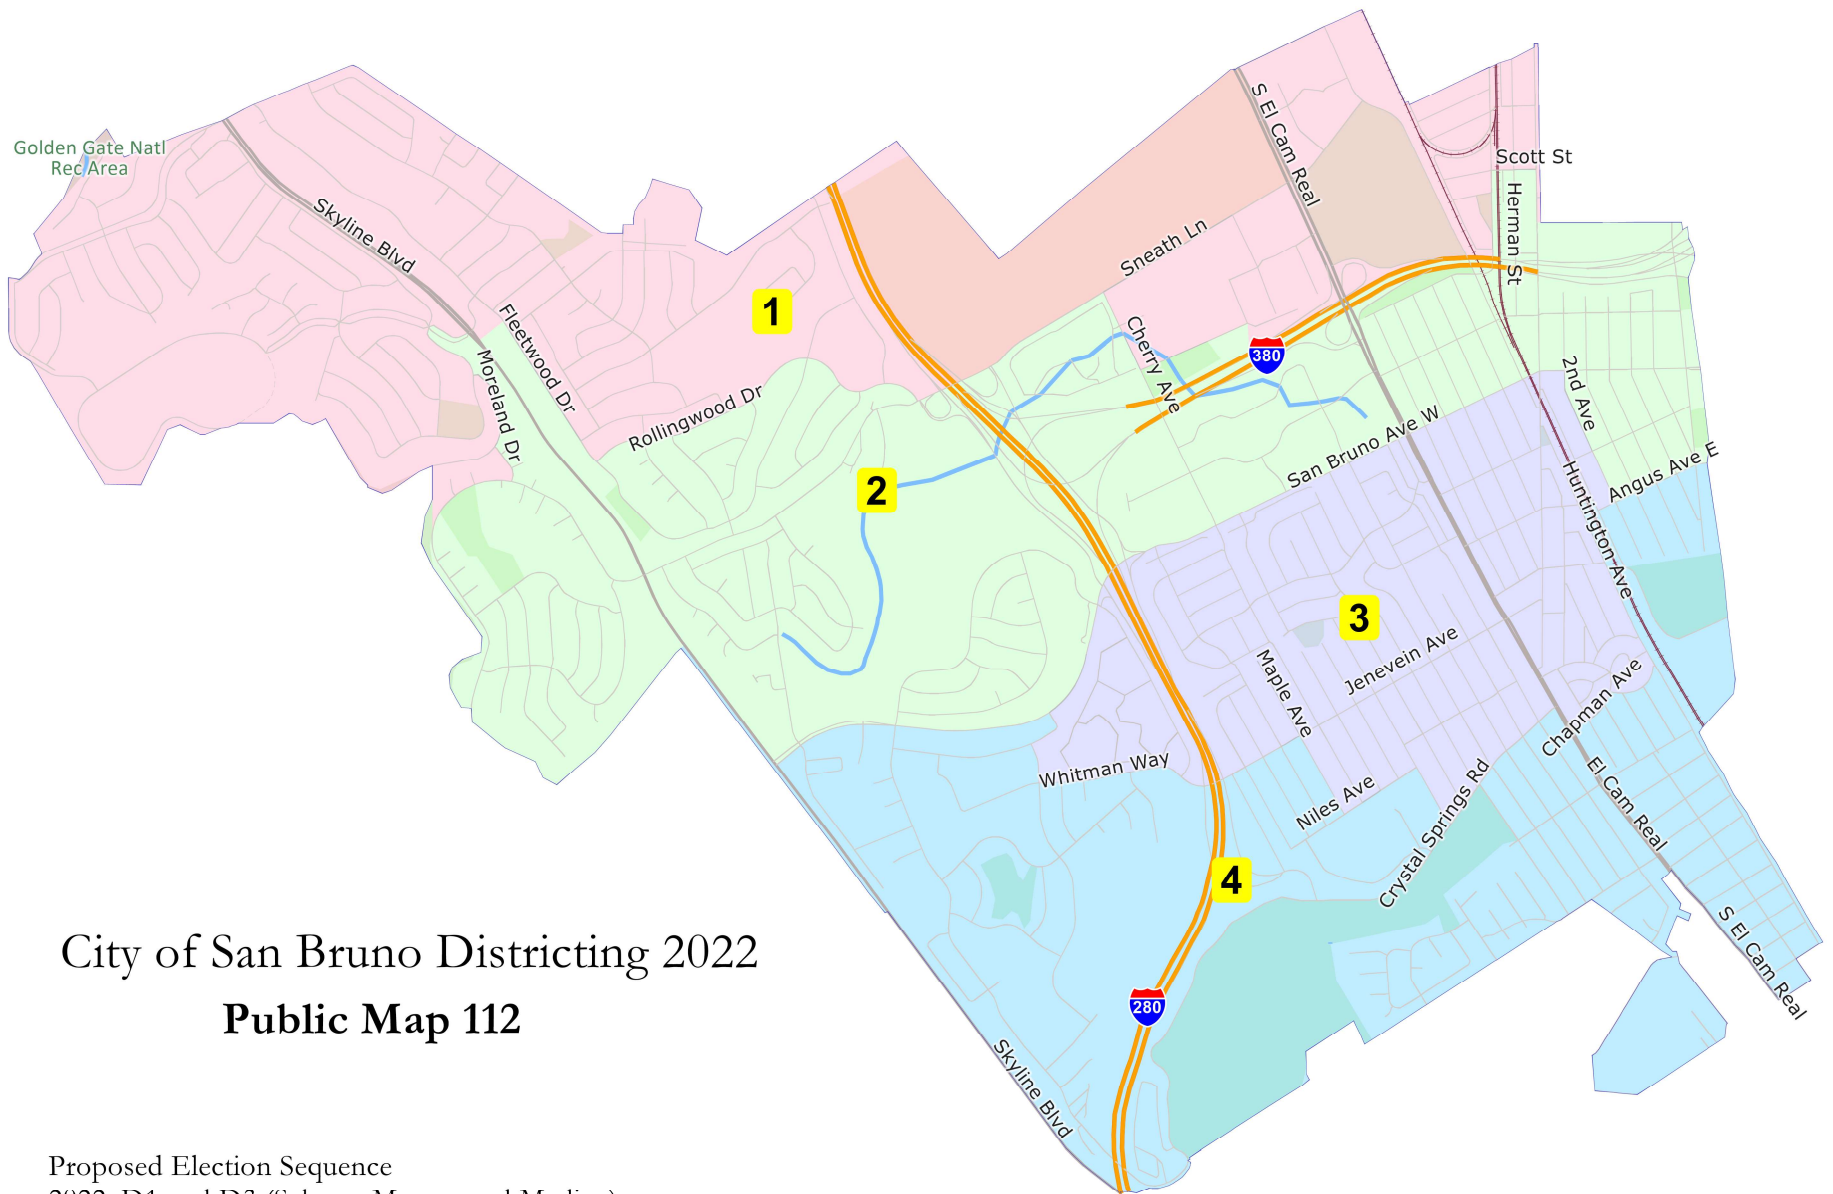 S El Cam Real
Golden Gate Natl
Rec Area
Scott St
Herman St
Skyline Blvd
Sneath Ln
1
Fleetwood Dr
Cherry Ave
380
Moreland Dr
2nd Ave
Rollingwood Dr
San Bruno Ave W
2
Angus Ave E
Huntington Ave
3
Jenevein Ave
Maple Ave
Chapman Ave
Whitman Way
Niles Ave
El Cam Real
Crystal Springs Rd
4
S El Cam Real
City of San Bruno Districting 2022
Public Map 112
280
Skyline Blvd
Proposed Election Sequence